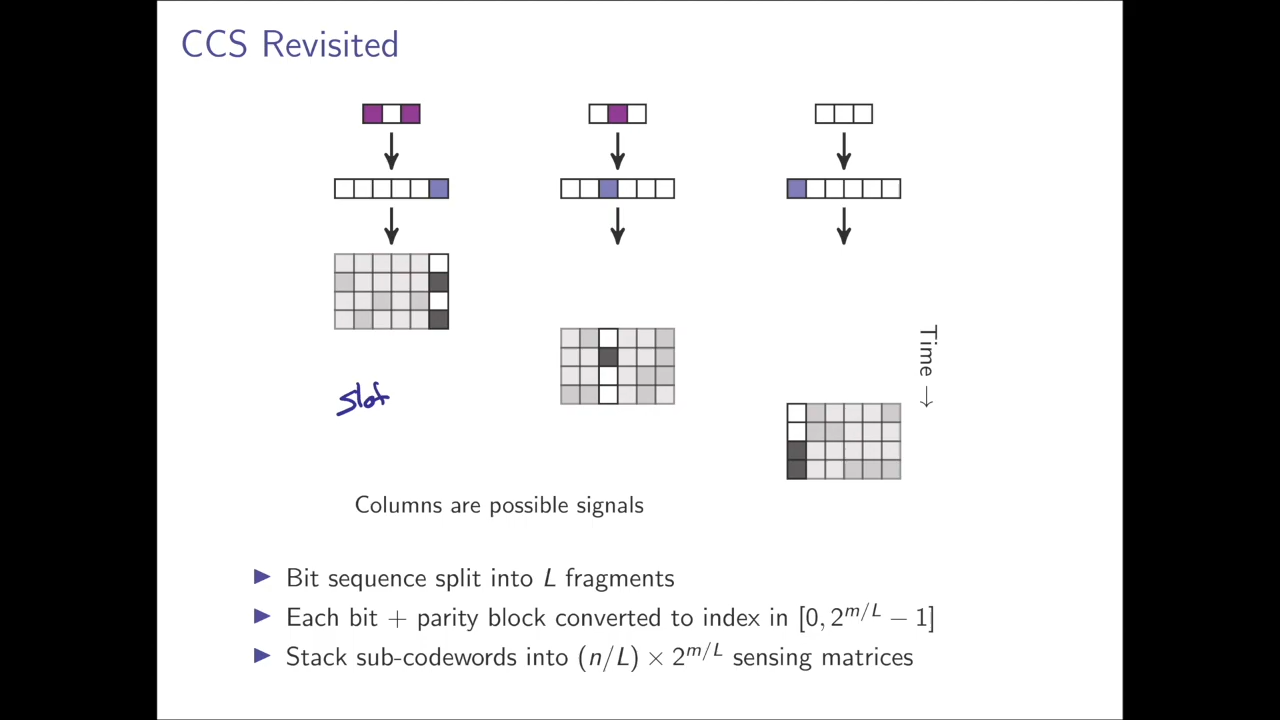 CCS Revisited
Time →
slot
Columns are possible signals
▶ Bit sequence split into L fragments
▶ Each bit + parity block converted to index in [0, 2^{m/L} − 1]
▶ Stack sub-codewords into (n/L) × 2^{m/L} sensing matrices